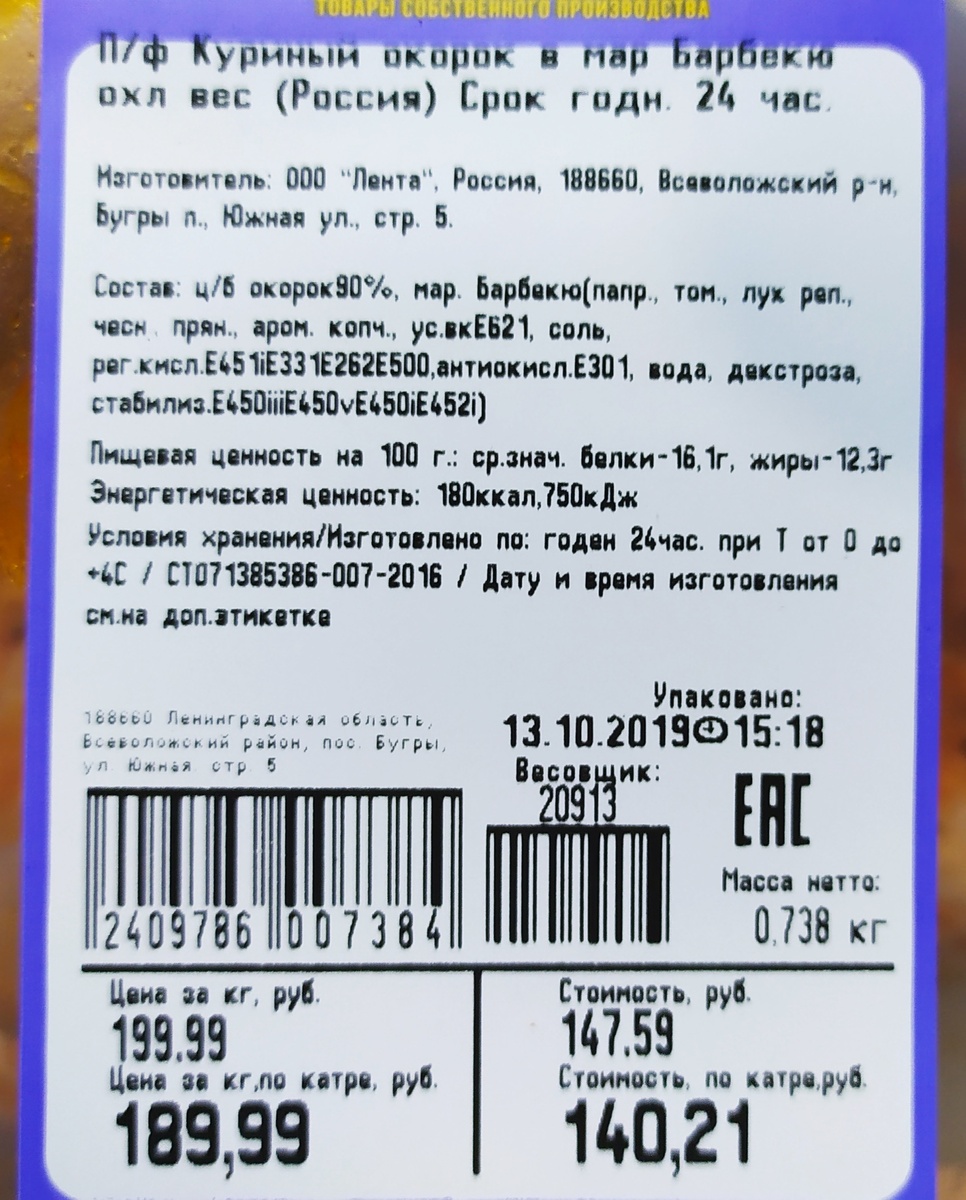 ТОВАРЫ СОБСТВЕННОГО ПРОИЗВОДСТВА
П/ф Куриный окорок в мар Барбекю
охл вес (Россия) Срок годн. 24 час.
Изготовитель: ООО "Лента", Россия, 188660, Всеволожский р-н,
Бугры п., Южная ул., стр. 5.
Состав: ц/б окорок90%, мар. Барбекю(папр., том., лук реп.,
чесн. прян., аром. копч., ус.вкЕ621, соль,
рег.кисл.Е451iЕ331Е262Е500,антиокисл.Е301, вода, декстроза,
стабилиз.Е450iiiЕ450vЕ450iЕ452i)
Пищевая ценность на 100 г.: ср.знач. белки-16,1г, жиры-12,3г
Энергетическая ценность: 180ккал,750кДж
Условия хранения/Изготовлено по: годен 24час. при Т от 0 до
+4С / СТ071385386-007-2016 / Дату и время изготовления
см.на доп.этикетке
188660 Ленинградская область,
Всеволожский район, пос. Бугры,
ул. Южная стр 5
Упаковано:
13.10.2019 15:18
Весовщик:
20913
ЕАС
2409786 007384
Масса нетто:
0,738 кг
Цена за кг, руб.
199.99
Цена за кг,по катре, руб.
189,99
Стоимость, руб.
147.59
Стоимость, по катре,руб.
140,21